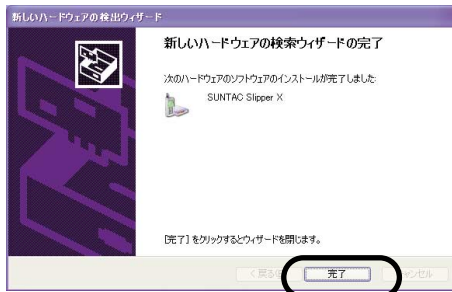 新しいハードウェアの検出ウィザード
新しいハードウェアの検索ウィザードの完了
次のハードウェアのソフトウェアのインストールが完了しました:
SUNTAC Slipper X
[完了] をクリックするとウィザードを閉じます。
< 戻る(B)
完了
キャンセル